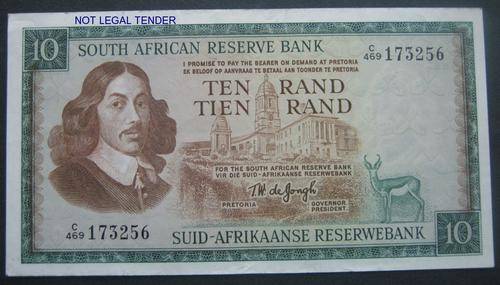 NOT LEGAL TENDER
10 SOUTH AFRICAN RESERVE BANK
C/469 173256
I PROMISE TO PAY THE BEARER ON DEMAND AT PRETORIA
EK BELOOF OP AANVRAAG TE BETAAL AAN TOONDER TE PRETORIA
TEN RAND
TIEN RAND
FOR THE SOUTH AFRICAN RESERVE BANK
VIR DIE SUID-AFRIKAANSE RESERWEBANK
T.W. de Jongh
PRETORIA GOVERNOR
PRESIDENT.
C/469 173256
SUID-AFRIKAANSE RESERWEBANK 10